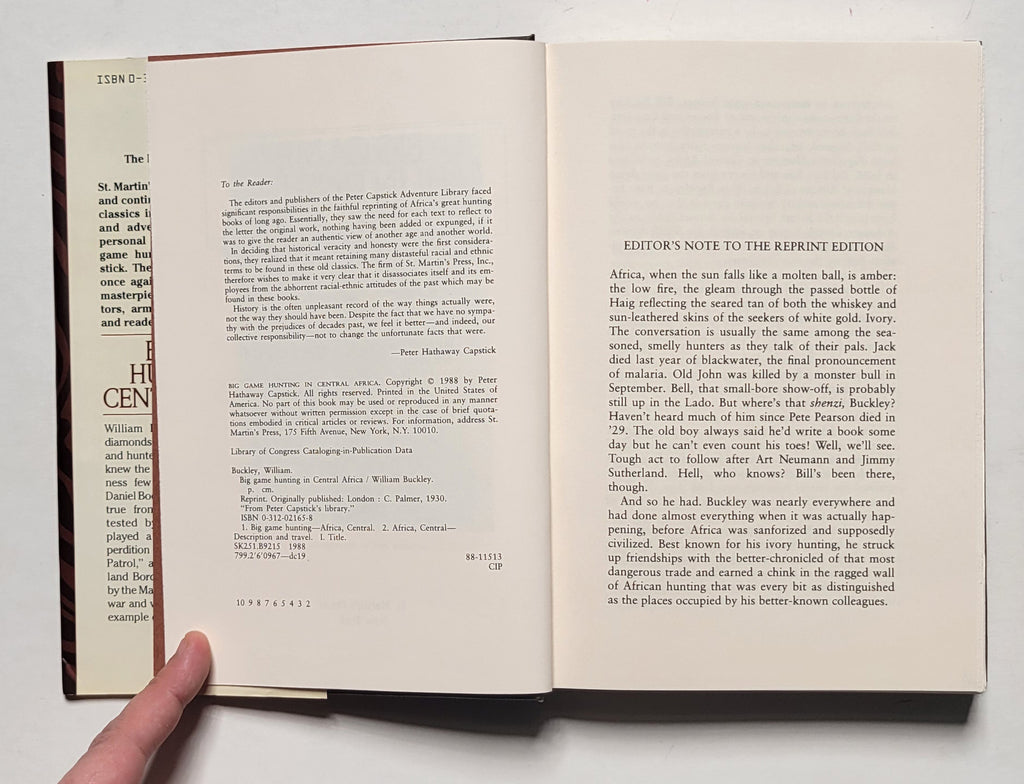 ISBN 0-3
The
St. Martin'
and conti
classics i
and adve
personal
game hu
stick. The
once agai
masterpie
tors, arm
and reade
HU
CEN
William
diamonds
and hunte
knew the
ness few
Daniel Boo
true fron
tested by
played a
perdition
Patrol," a
land Bord
by the Ma
war and
example
To the Reader:
The editors and publishers of the Peter Capstick Adventure Library faced
significant responsibilities in the faithful reprinting of Africa's great hunting
books of long ago. Essentially, they saw the need for each text to reflect to
the letter the original work, nothing having been added or expunged, if it
was to give the reader an authentic view of another age and another world.
In deciding that historical veracity and honesty were the first considera-
tions, they realized that it meant retaining many distasteful racial and ethnic
terms to be found in these old classics. The firm of St. Martin's Press, Inc.,
therefore wishes to make it very clear that it disassociates itself and its em-
ployees from the abhorrent racial-ethnic attitudes of the past which may be
found in these books.
History is the often unpleasant record of the way things actually were,
not the way they should have been. Despite the fact that we have no sympa-
thy with the prejudices of decades past, we feel it better—and indeed, our
collective responsibility—not to change the unfortunate facts that were.
—Peter Hathaway Capstick
BIG GAME HUNTING IN CENTRAL AFRICA. Copyright © 1988 by Peter
Hathaway Capstick. All rights reserved. Printed in the United States of
America. No part of this book may be used or reproduced in any manner
whatsoever without written permission except in the case of brief quota-
tions embodied in critical articles or reviews. For information, address St.
Martin's Press, 175 Fifth Avenue, New York, N.Y. 10010.
Library of Congress Cataloging-in-Publication Data
Buckley, William.
Big game hunting in Central Africa / William Buckley.
p. cm.
Reprint. Originally published: London : C. Palmer, 1930.
"From Peter Capstick's library."
ISBN 0-312-02165-8
1. Big game hunting—Africa, Central. 2. Africa, Central—
Description and travel. I. Title.
SK251.B9215 1988
799.2'6'0967—dc19 88-11513
CIP
10 9 8 7 6 5 4 3 2
EDITOR'S NOTE TO THE REPRINT EDITION
Africa, when the sun falls like a molten ball, is amber:
the low fire, the gleam through the passed bottle of
Haig reflecting the seared tan of both the whiskey and
sun-leathered skins of the seekers of white gold. Ivory.
The conversation is usually the same among the sea-
soned, smelly hunters as they talk of their pals. Jack
died last year of blackwater, the final pronouncement
of malaria. Old John was killed by a monster bull in
September. Bell, that small-bore show-off, is probably
still up in the Lado. But where's that shenzi, Buckley?
Haven't heard much of him since Pete Pearson died in
'29. The old boy always said he'd write a book some
day but he can't even count his toes! Well, we'll see.
Tough act to follow after Art Neumann and Jimmy
Sutherland. Hell, who knows? Bill's been there,
though.
And so he had. Buckley was nearly everywhere and
had done almost everything when it was actually hap-
pening, before Africa was sanforized and supposedly
civilized. Best known for his ivory hunting, he struck
up friendships with the better-chronicled of that most
dangerous trade and earned a chink in the ragged wall
of African hunting that was every bit as distinguished
as the places occupied by his better-known colleagues.